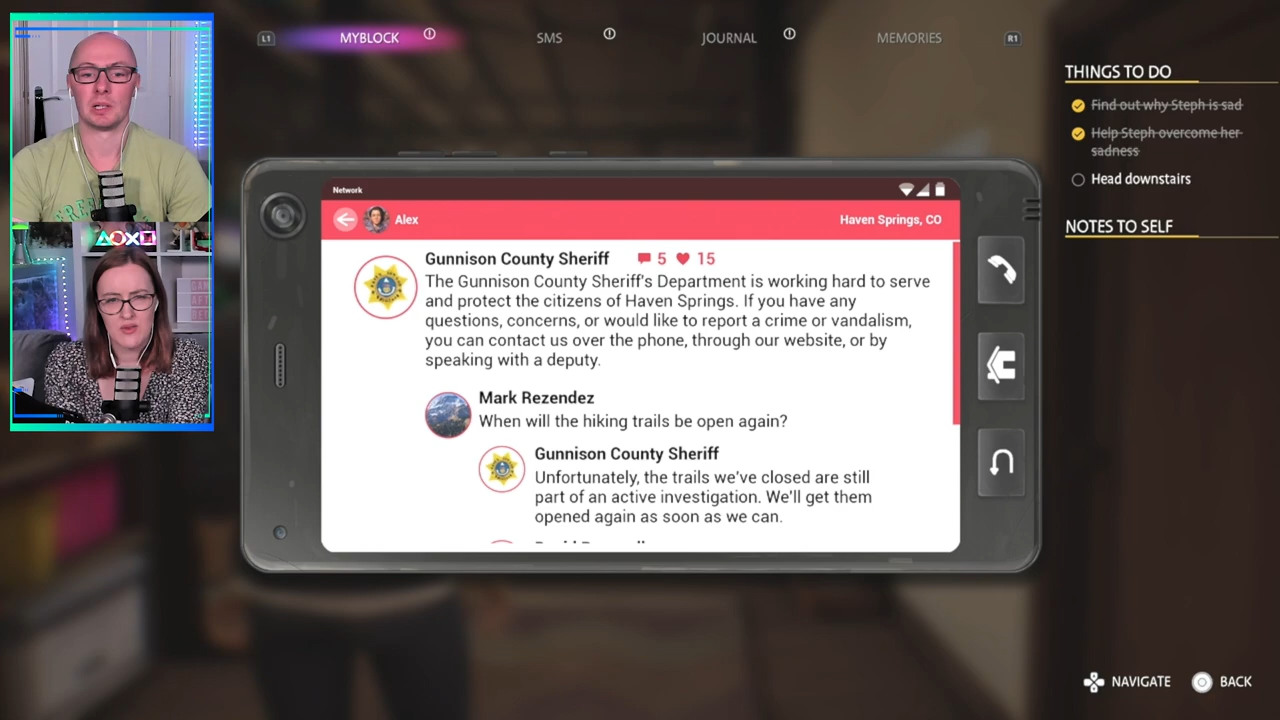 L1
MYBLOCK
SMS
JOURNAL
MEMORIES
R1
THINGS TO DO
Find out why Steph is sad
Help Steph overcome her
sadness
Head downstairs
NOTES TO SELF
Network
Alex
Haven Springs, CO
Gunnison County Sheriff 5 15
The Gunnison County Sheriff's Department is working hard to serve
and protect the citizens of Haven Springs. If you have any
questions, concerns, or would like to report a crime or vandalism,
you can contact us over the phone, through our website, or by
speaking with a deputy.
Mark Rezendez
When will the hiking trails be open again?
Gunnison County Sheriff
Unfortunately, the trails we've closed are still
part of an active investigation. We'll get them
opened again as soon as we can.
NAVIGATE
BACK